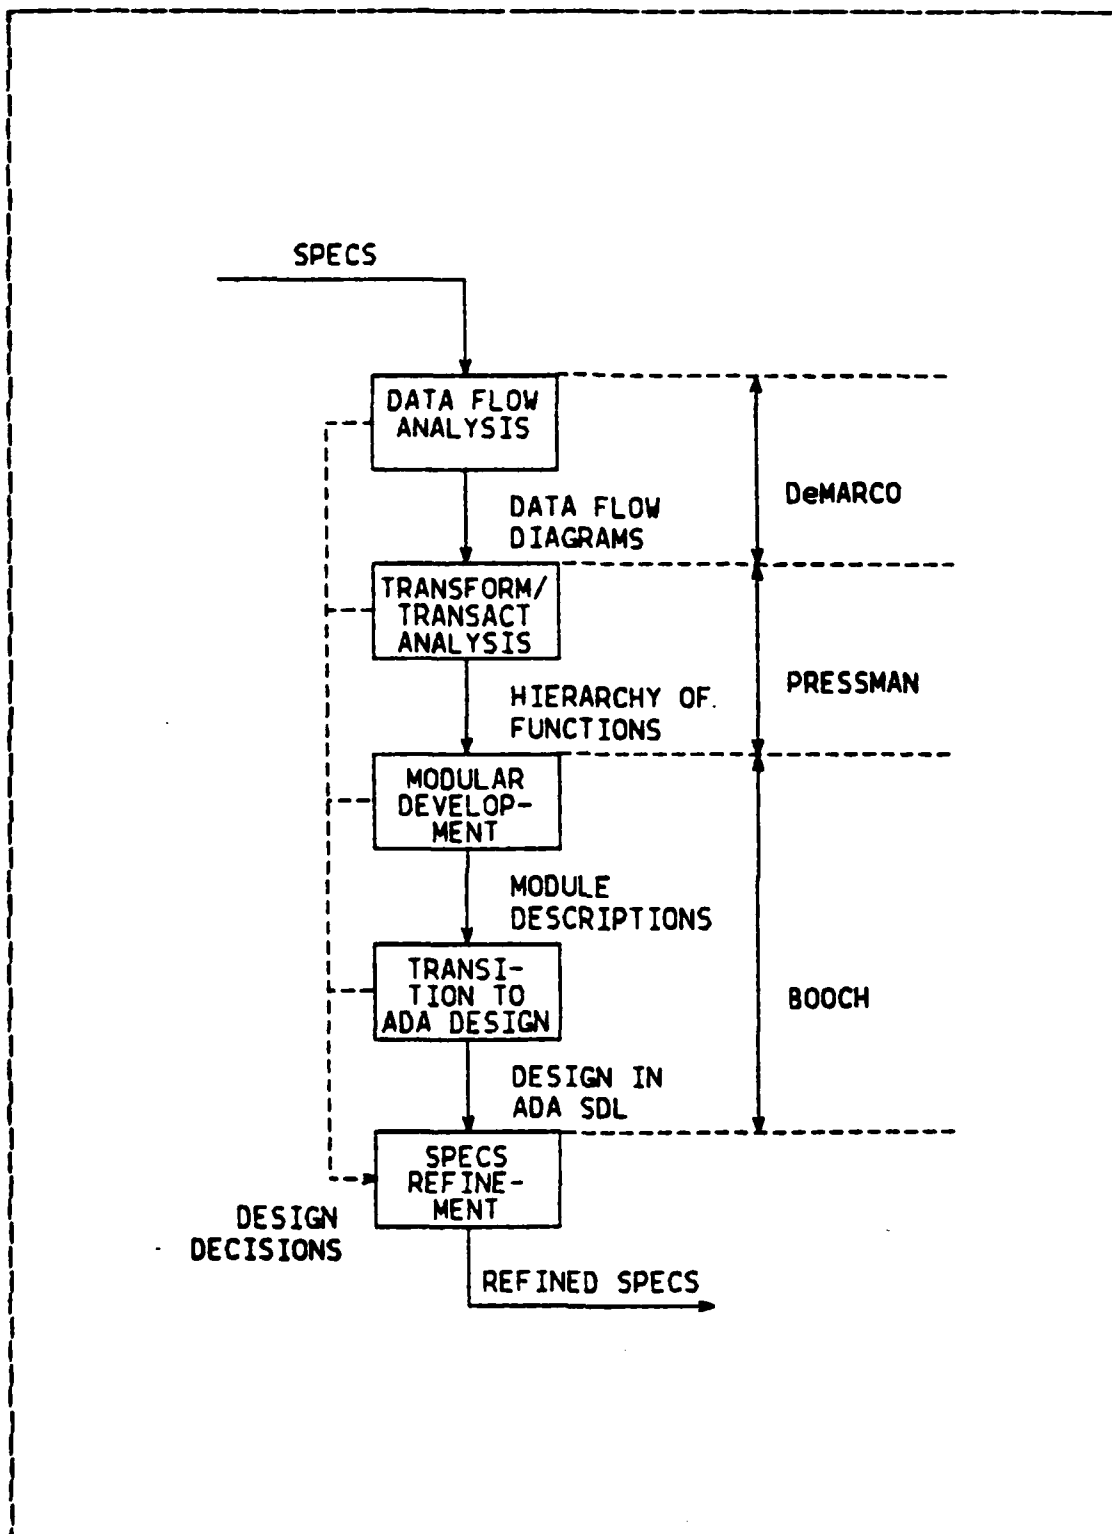 SPECS
DATA FLOW
ANALYSIS
DeMARCO
DATA FLOW
DIAGRAMS
TRANSFORM/
TRANSACT
ANALYSIS
PRESSMAN
HIERARCHY OF
FUNCTIONS
MODULAR
DEVELOP-
MENT
MODULE
DESCRIPTIONS
TRANSI-
TION TO
ADA DESIGN
BOOCH
DESIGN IN
ADA SDL
SPECS
REFINE-
MENT
DESIGN
DECISIONS
REFINED SPECS